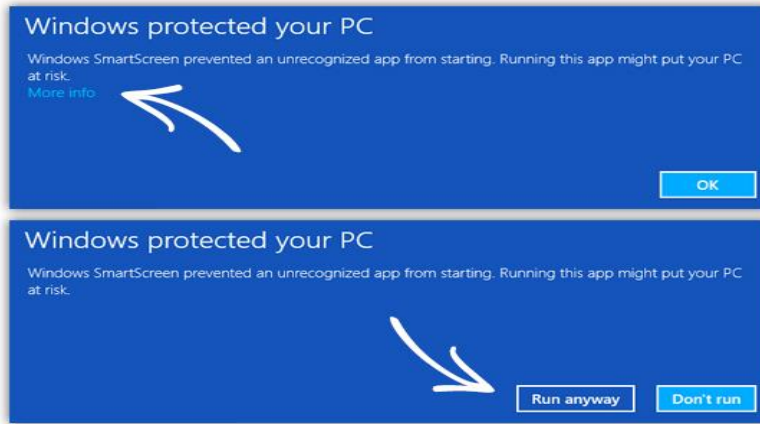 Windows protected your PC
Windows SmartScreen prevented an unrecognized app from starting. Running this app might put your PC
at risk.
More info
OK
Windows protected your PC
Windows SmartScreen prevented an unrecognized app from starting. Running this app might put your PC
at risk.
Run anyway Don't run